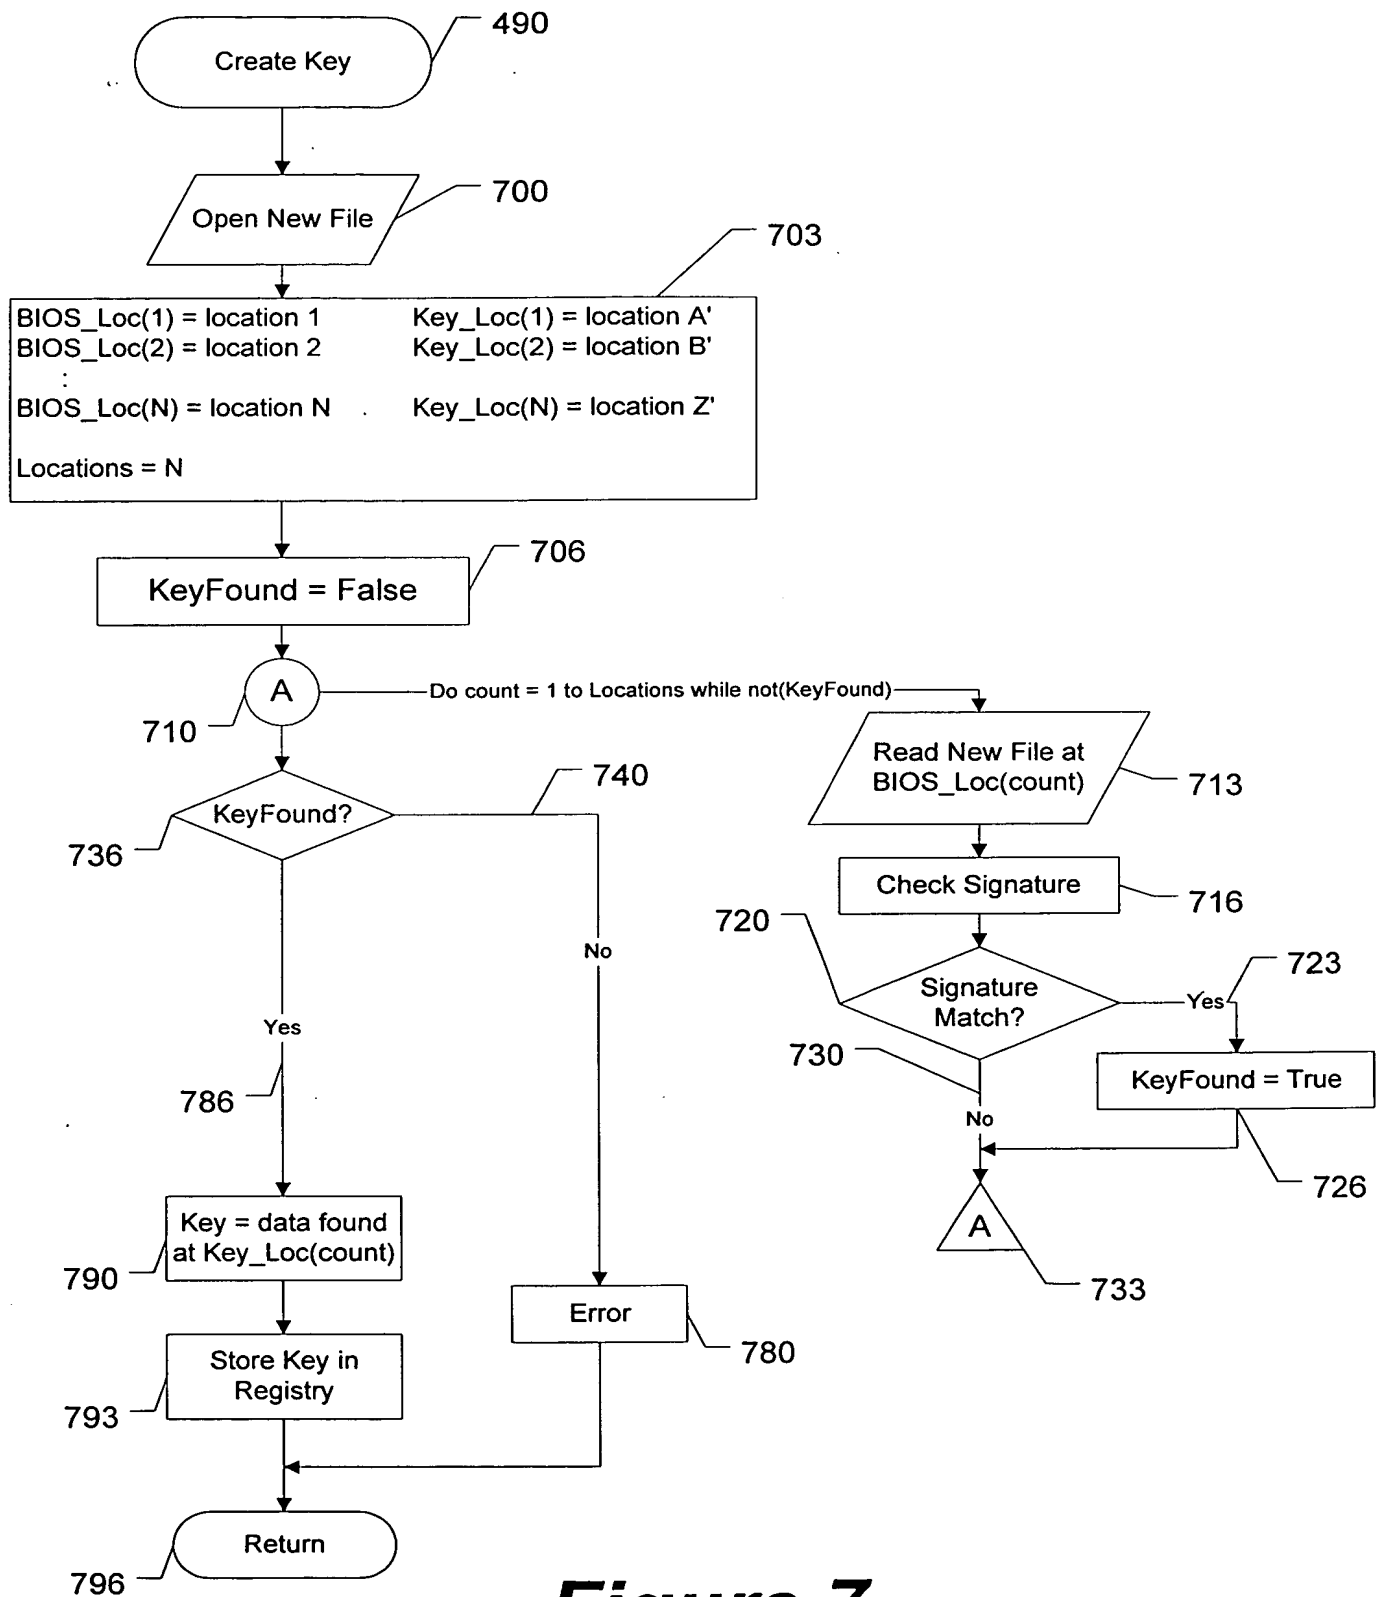 490
Create Key
700
Open New File
703
BIOS_Loc(1) = location 1 Key_Loc(1) = location A'
BIOS_Loc(2) = location 2 Key_Loc(2) = location B'
:
BIOS_Loc(N) = location N Key_Loc(N) = location Z'
Locations = N
706
KeyFound = False
A
Do count = 1 to Locations while not(KeyFound)
710
Read New File at
BIOS_Loc(count)
713
740
KeyFound?
736
Check Signature
716
720
No
723
Signature
Match?
Yes
Yes
730
KeyFound = True
786
No
726
A
733
Key = data found
at Key_Loc(count)
790
Error
780
Store Key in
Registry
793
Return
796
Figure 7